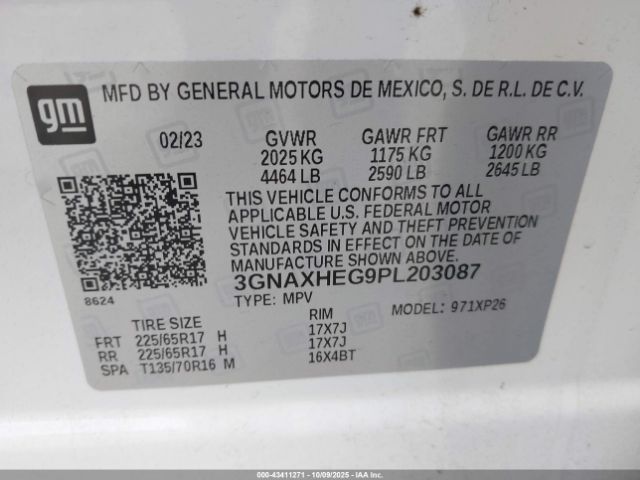 gm
MFD BY GENERAL MOTORS DE MEXICO, S. DE R.L. DE C.V.
02/23 GVWR GAWR FRT GAWR RR
2025 KG 1175 KG 1200 KG
4464 LB 2590 LB 2645 LB
THIS VEHICLE CONFORMS TO ALL
APPLICABLE U.S. FEDERAL MOTOR
VEHICLE SAFETY AND THEFT PREVENTION
STANDARDS IN EFFECT ON THE DATE OF
MANUFACTURE SHOWN ABOVE.
3GNAXHEG9PL203087
8624
TYPE: MPV MODEL: 971XP26
TIRE SIZE RIM
FRT 225/65R17 H 17X7J
RR 225/65R17 H 17X7J
SPA T135/70R16 M 16X4BT
000-43411271 - 10/09/2025 - IAAI.COM